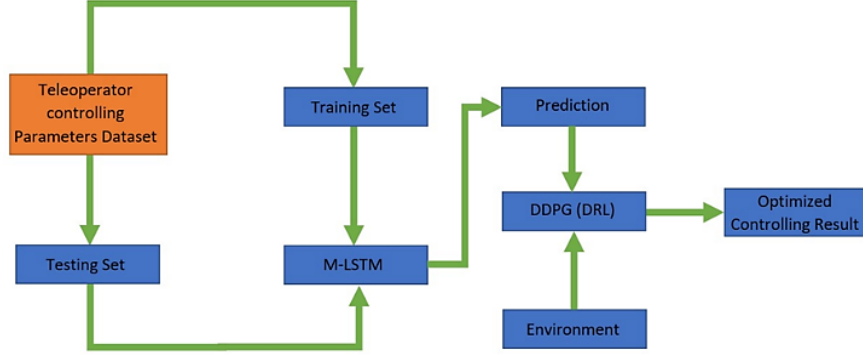 Teleoperator
controlling
Parameters Dataset
Training Set
Prediction
DDPG (DRL)
Optimized
Controlling Result
Testing Set
M-LSTM
Environment